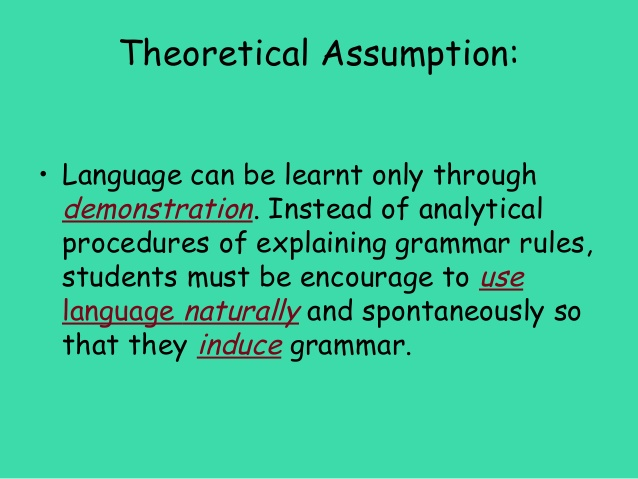 Theoretical Assumption:
• Language can be learnt only through
demonstration. Instead of analytical
procedures of explaining grammar rules,
students must be encourage to use
language naturally and spontaneously so
that they induce grammar.